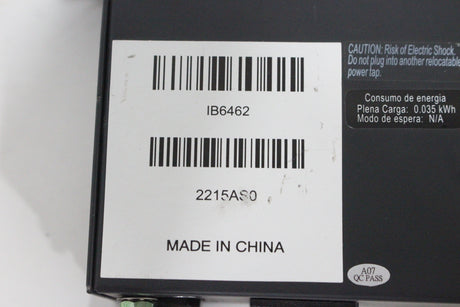 IB6462
2215AS0
MADE IN CHINA
CAUTION: Risk of Electric Shock.
Do not plug into another relocatable
power tap.
Consumo de energia
Plena Carga: 0.035 kWh
Modo de espera: N/A
A07
QC PASS